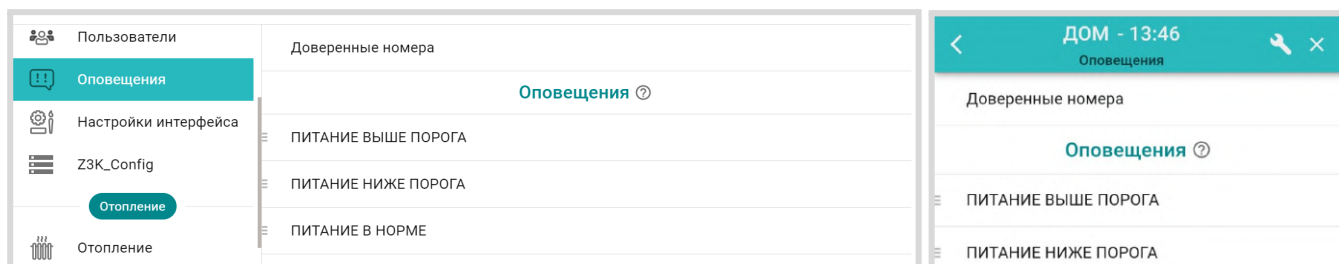 Пользователи
Оповещения
Настройки интерфейса
Z3K_Config
Отопление
Отопление
Доверенные номера
Оповещения
ПИТАНИЕ ВЫШЕ ПОРОГА
ПИТАНИЕ НИЖЕ ПОРОГА
ПИТАНИЕ В НОРМЕ
ДОМ - 13:46
Оповещения
Доверенные номера
Оповещения
ПИТАНИЕ ВЫШЕ ПОРОГА
ПИТАНИЕ НИЖЕ ПОРОГА